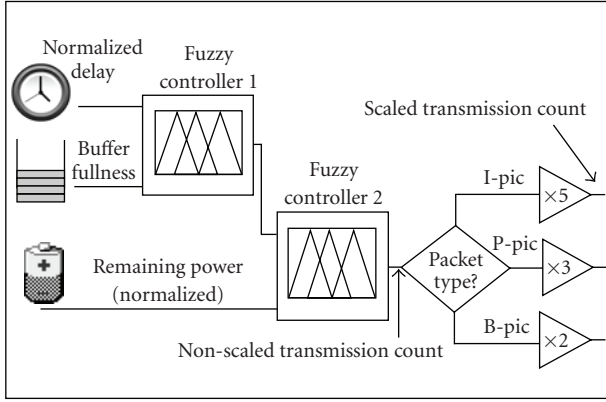 Normalized
delay
Fuzzy
controller 1
Buffer
fullness
Fuzzy
controller 2
Remaining power
(normalized)
Non-scaled transmission count
Packet
type?
Scaled transmission count
I-pic
×5
P-pic
×3
B-pic
×2